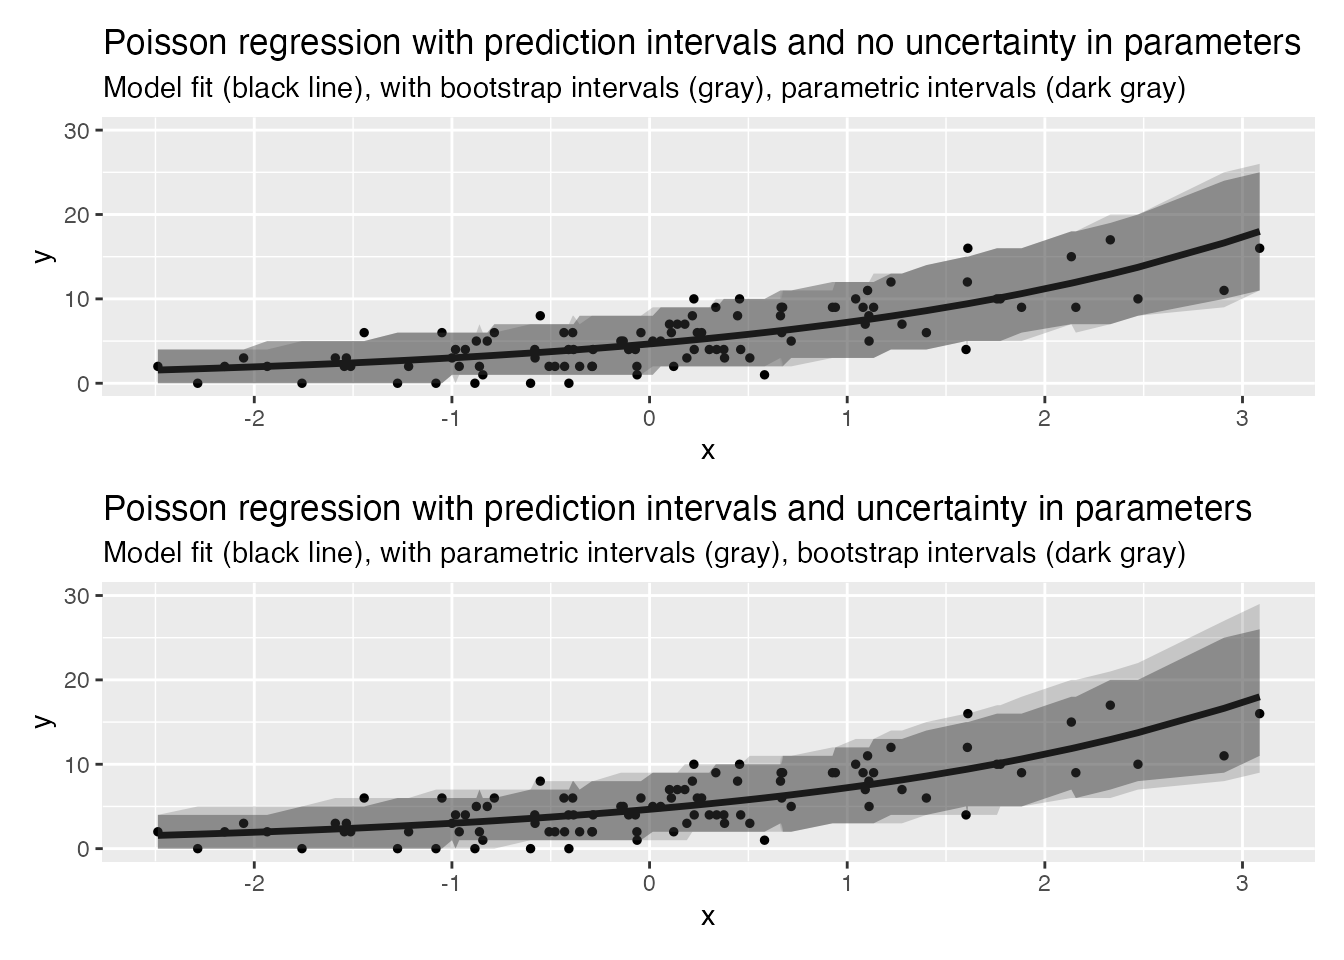 Poisson regression with prediction intervals and no uncertainty in parameters
Model fit (black line), with bootstrap intervals (gray), parametric intervals (dark gray)
30
20
10
0
y
-2 -1 0 1 2 3
x
Poisson regression with prediction intervals and uncertainty in parameters
Model fit (black line), with parametric intervals (gray), bootstrap intervals (dark gray)
30
20
10
0
y
-2 -1 0 1 2 3
x